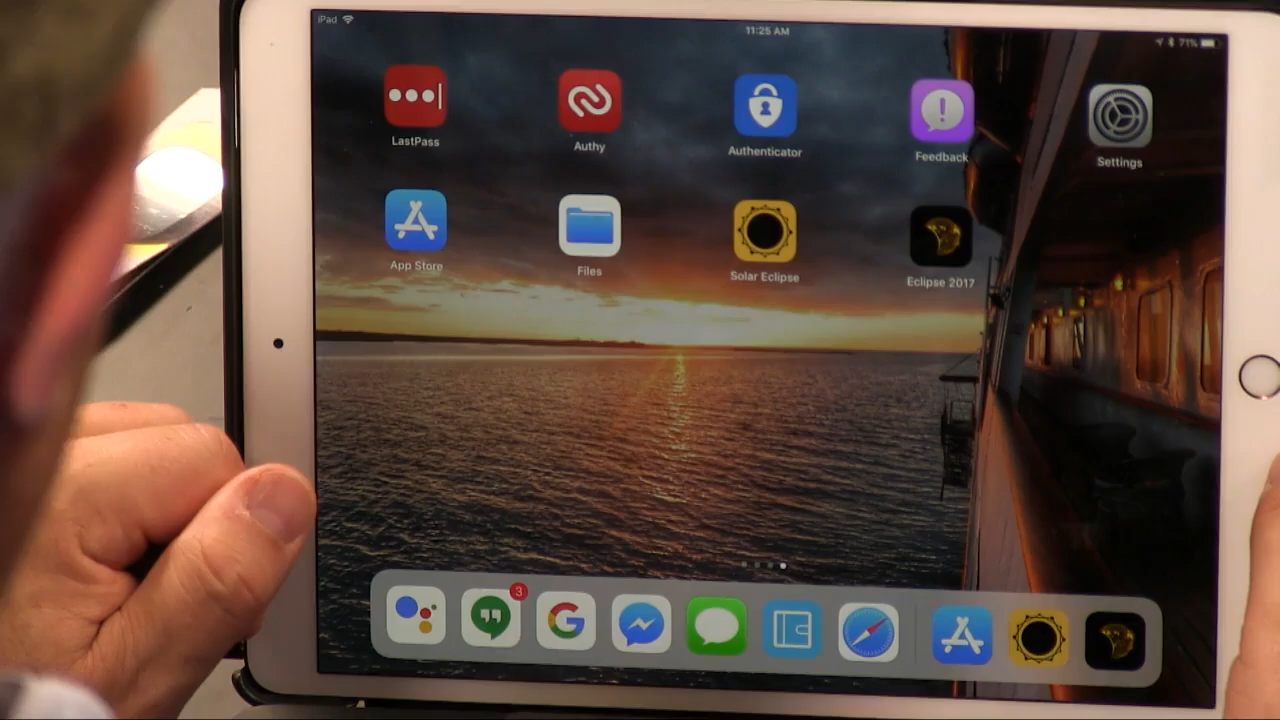 iPad
11:25 AM
71%
LastPass
Authy
Authenticator
Feedback
Settings
App Store
Files
Solar Eclipse
Eclipse 2017
3